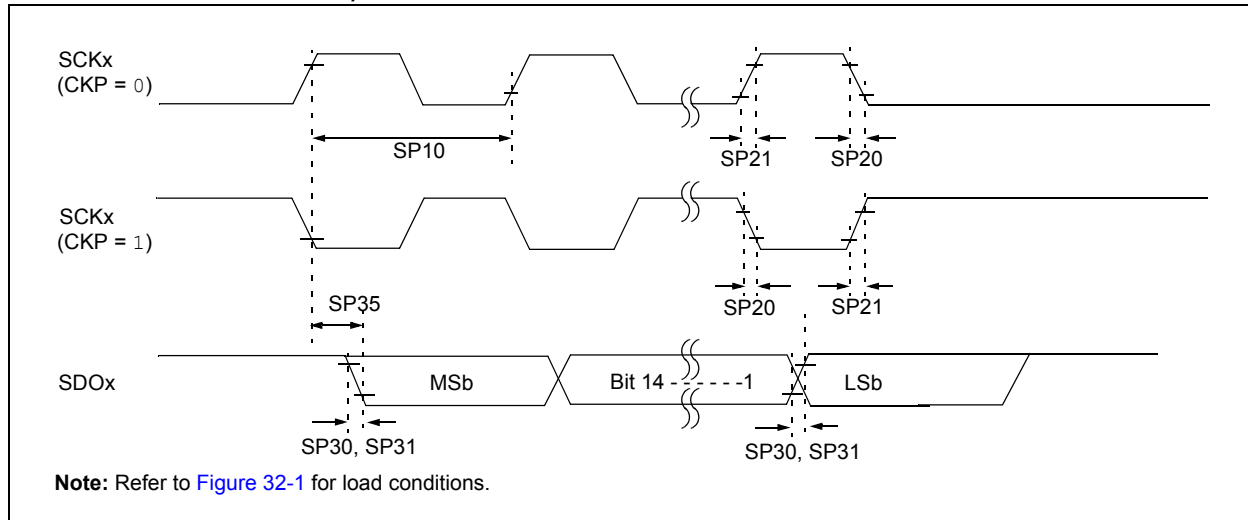 SCKx
(CKP = 0)
SP10
SP21
SP20
SCKx
(CKP = 1)
SP35
SP20
SP21
SDOx
MSb
Bit 14 - - - - - -1
LSb
SP30, SP31
SP30, SP31
Note: Refer to Figure 32-1 for load conditions.